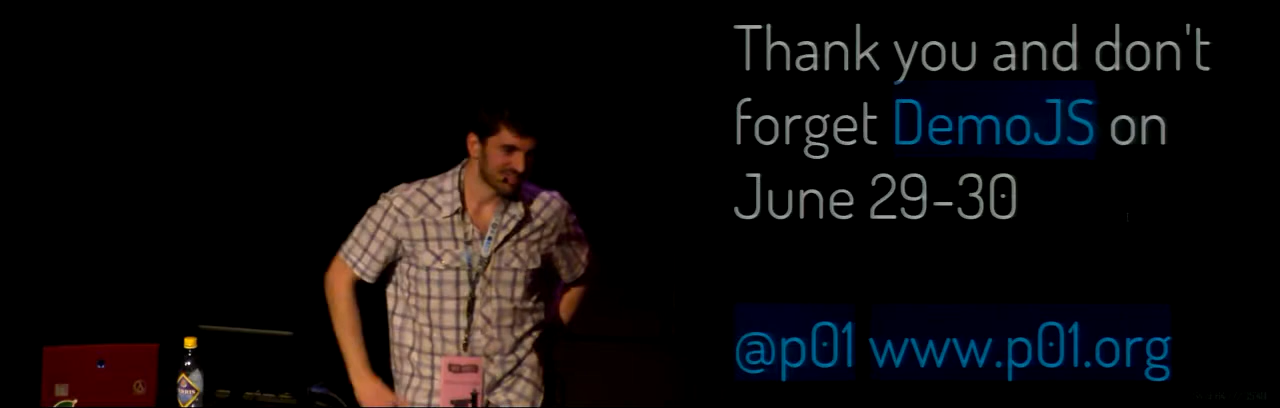 Thank you and don't
forget DemoJS on
June 29-30
@p01 www.p01.org